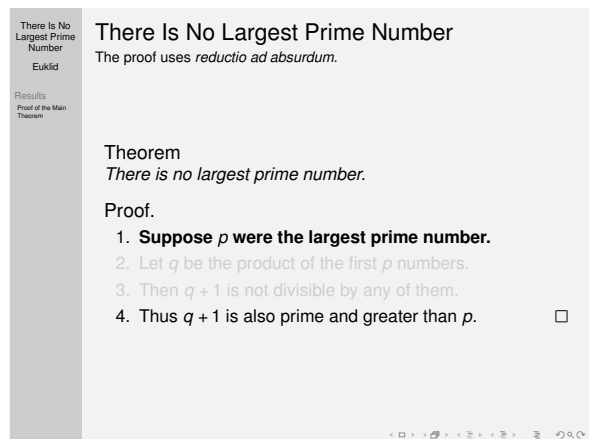 There Is No
Largest Prime
Number
Euklid
Results
Proof of the Main
Theorem
There Is No Largest Prime Number
The proof uses reductio ad absurdum.
Theorem
There is no largest prime number.
Proof.
1. Suppose p were the largest prime number.
2. Let q be the product of the first p numbers.
3. Then q + 1 is not divisible by any of them.
4. Thus q + 1 is also prime and greater than p. □